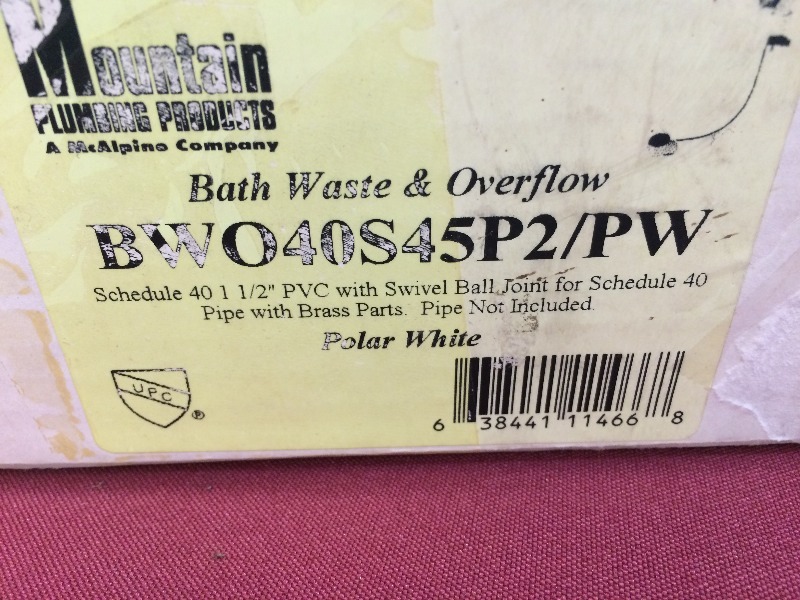 Mountain
PLUMBING PRODUCTS
A McAlpine Company
Bath Waste & Overflow
BWO40S45P2/PW
Schedule 40 1 1/2" PVC with Swivel Ball Joint for Schedule 40
Pipe with Brass Parts. Pipe Not Included.
Polar White
UPC ®
6 38441 11466 8